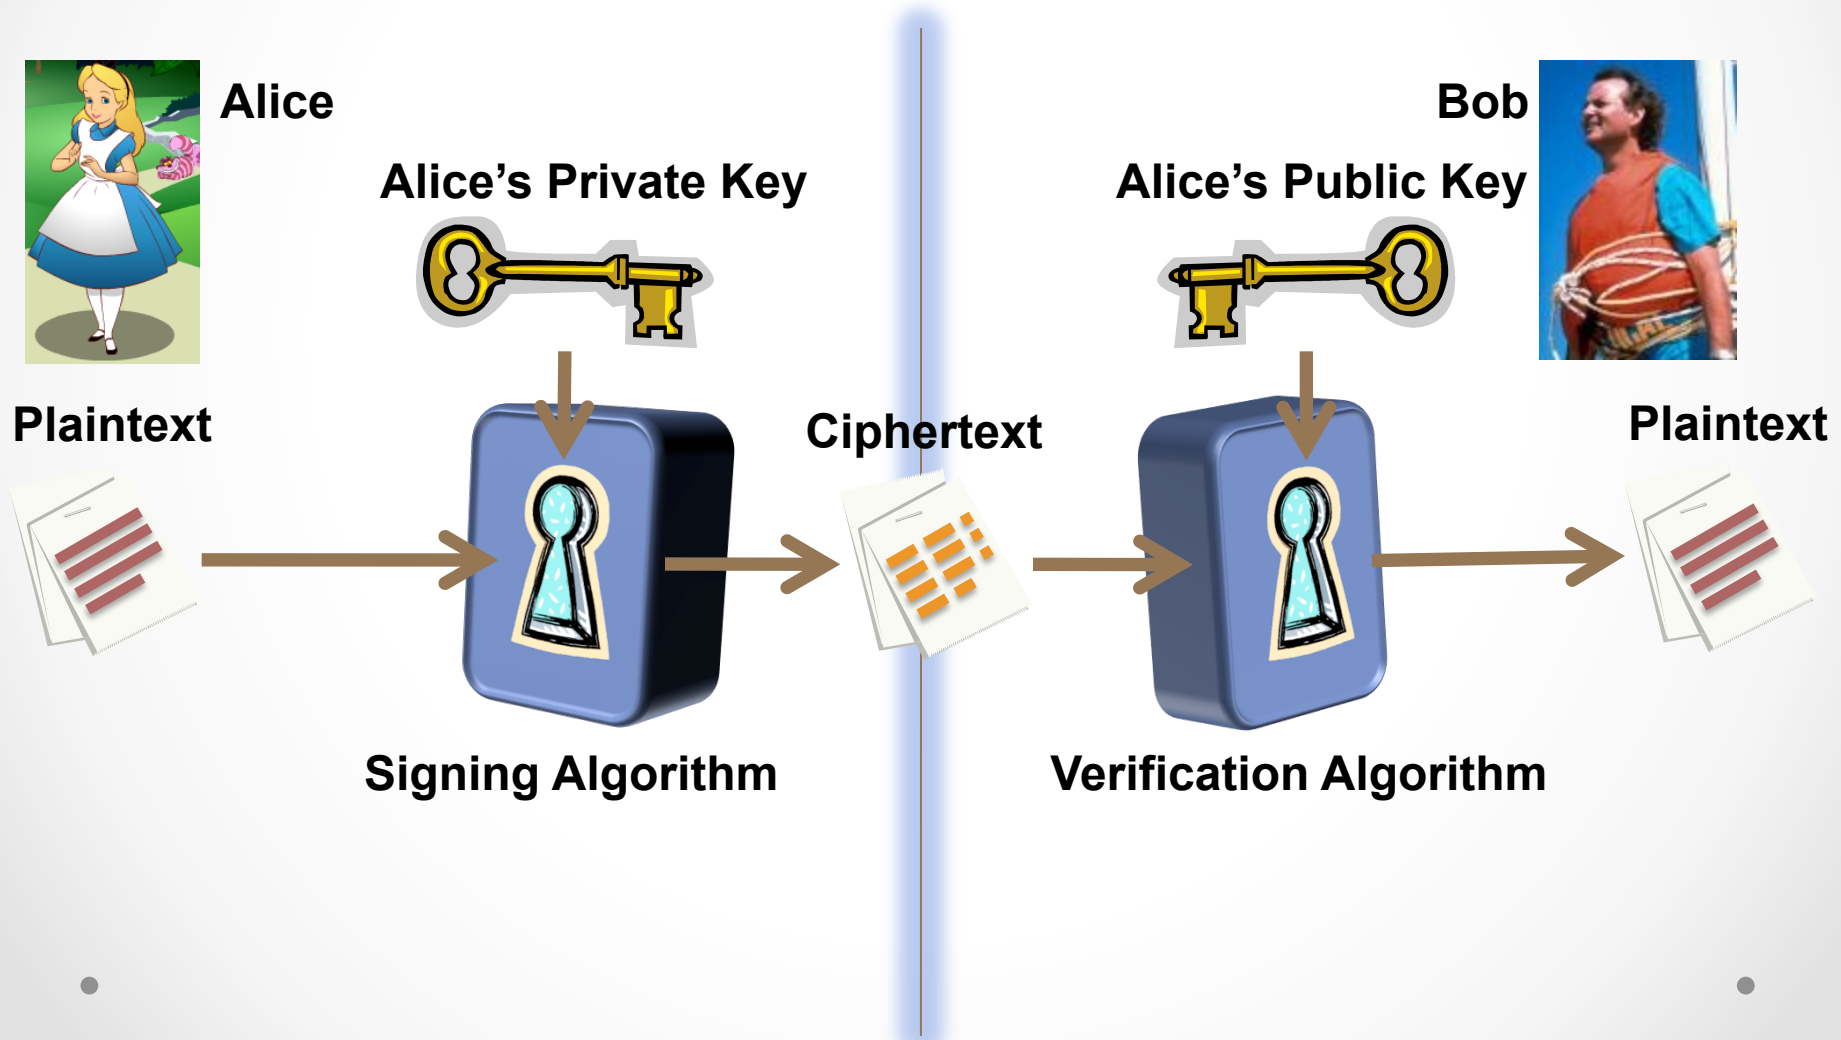 Alice
Bob
Alice’s Private Key
Alice’s Public Key
Plaintext
Ciphertext
Plaintext
Signing Algorithm
Verification Algorithm